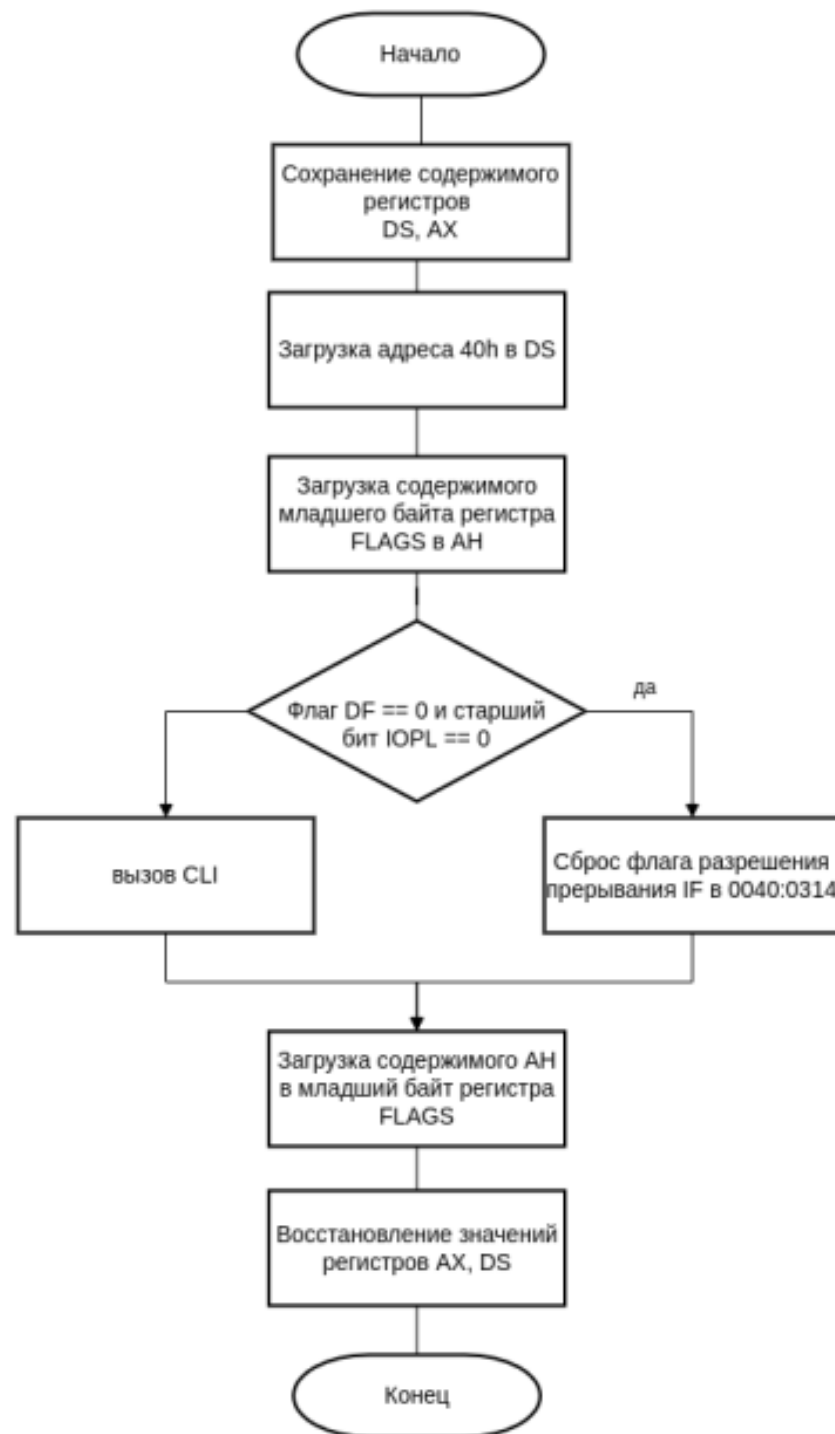 Начало
Сохранение содержимого
регистров
DS, AX
Загрузка адреса 40h в DS
Загрузка содержимого
младшего байта регистра
FLAGS в AH
Флаг DF == 0 и старший
бит IOPL == 0
да
вызов CLI
Сброс флага разрешения
прерывания IF в 0040:0314
Загрузка содержимого AH
в младший байт регистра
FLAGS
Восстановление значений
регистров AX, DS
Конец